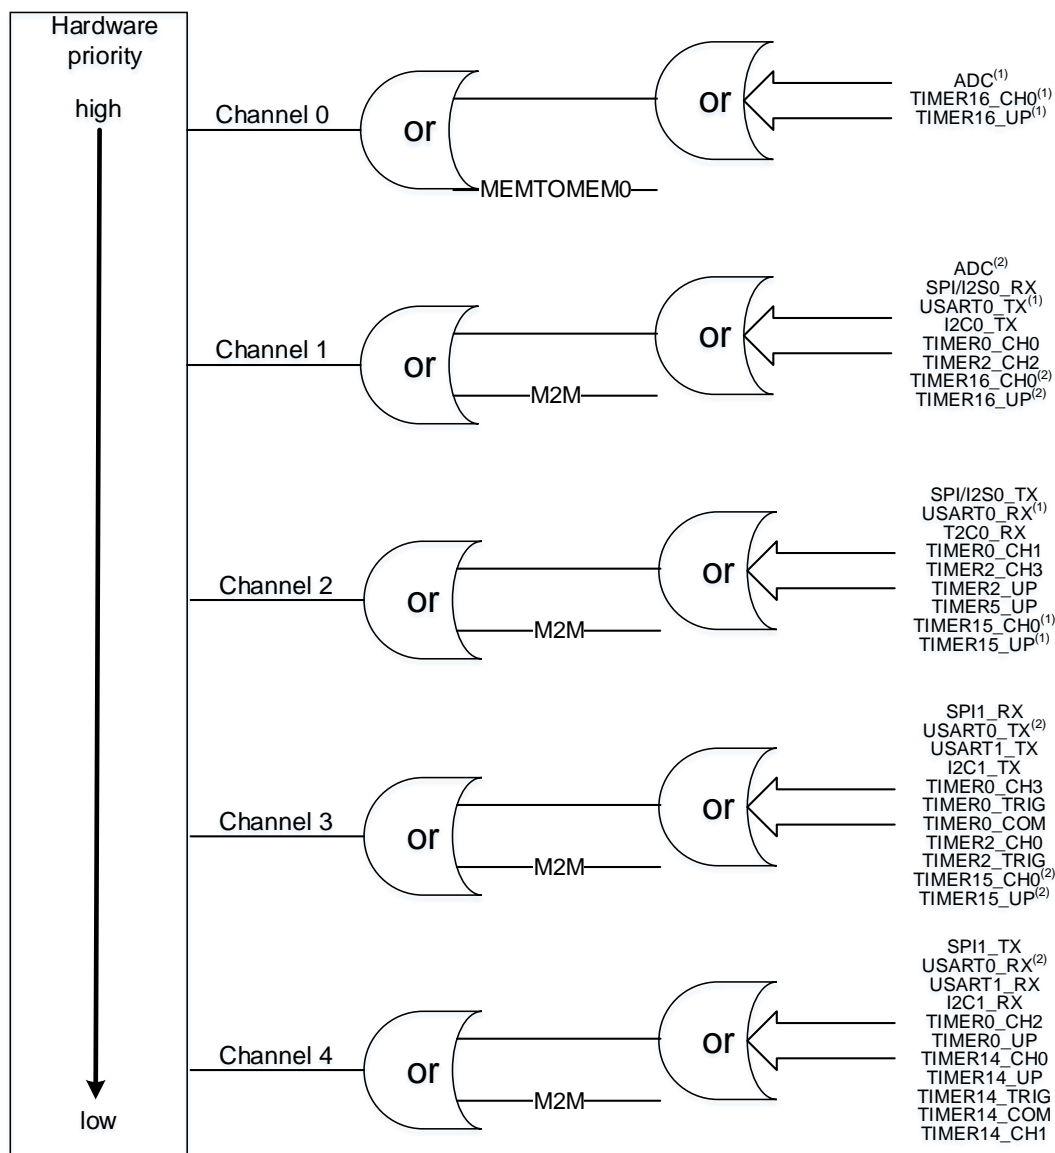 Hardware
priority
high
low
Channel 0
or
MEMTOMEM0
or
ADC(1)
TIMER16_CH0(1)
TIMER16_UP(1)
Channel 1
or
M2M
or
ADC(2)
SPI/I2S0_RX
USART0_TX(1)
I2C0_TX
TIMER0_CH0
TIMER2_CH2
TIMER16_CH0(2)
TIMER16_UP(2)
Channel 2
or
M2M
or
SPI/I2S0_TX
USART0_RX(1)
T2C0_RX
TIMER0_CH1
TIMER2_CH3
TIMER2_UP
TIMER5_UP
TIMER15_CH0(1)
TIMER15_UP(1)
Channel 3
or
M2M
or
SPI1_RX
USART0_TX(2)
USART1_TX
I2C1_TX
TIMER0_CH3
TIMER0_TRIG
TIMER0_COM
TIMER2_CH0
TIMER2_TRIG
TIMER15_CH0(2)
TIMER15_UP(2)
Channel 4
or
M2M
or
SPI1_TX
USART0_RX(2)
USART1_RX
I2C1_RX
TIMER0_CH2
TIMER0_UP
TIMER14_CH0
TIMER14_UP
TIMER14_TRIG
TIMER14_COM
TIMER14_CH1